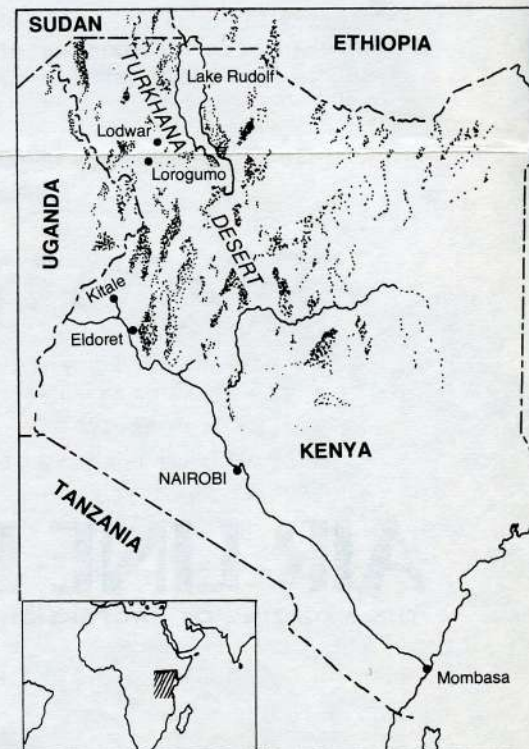 SUDAN
ETHIOPIA
TURKHANA
Lake Rudolf
Lodwar
Lorogumo
UGANDA
DESERT
Kitale
Eldoret
KENYA
NAIROBI
TANZANIA
Mombasa